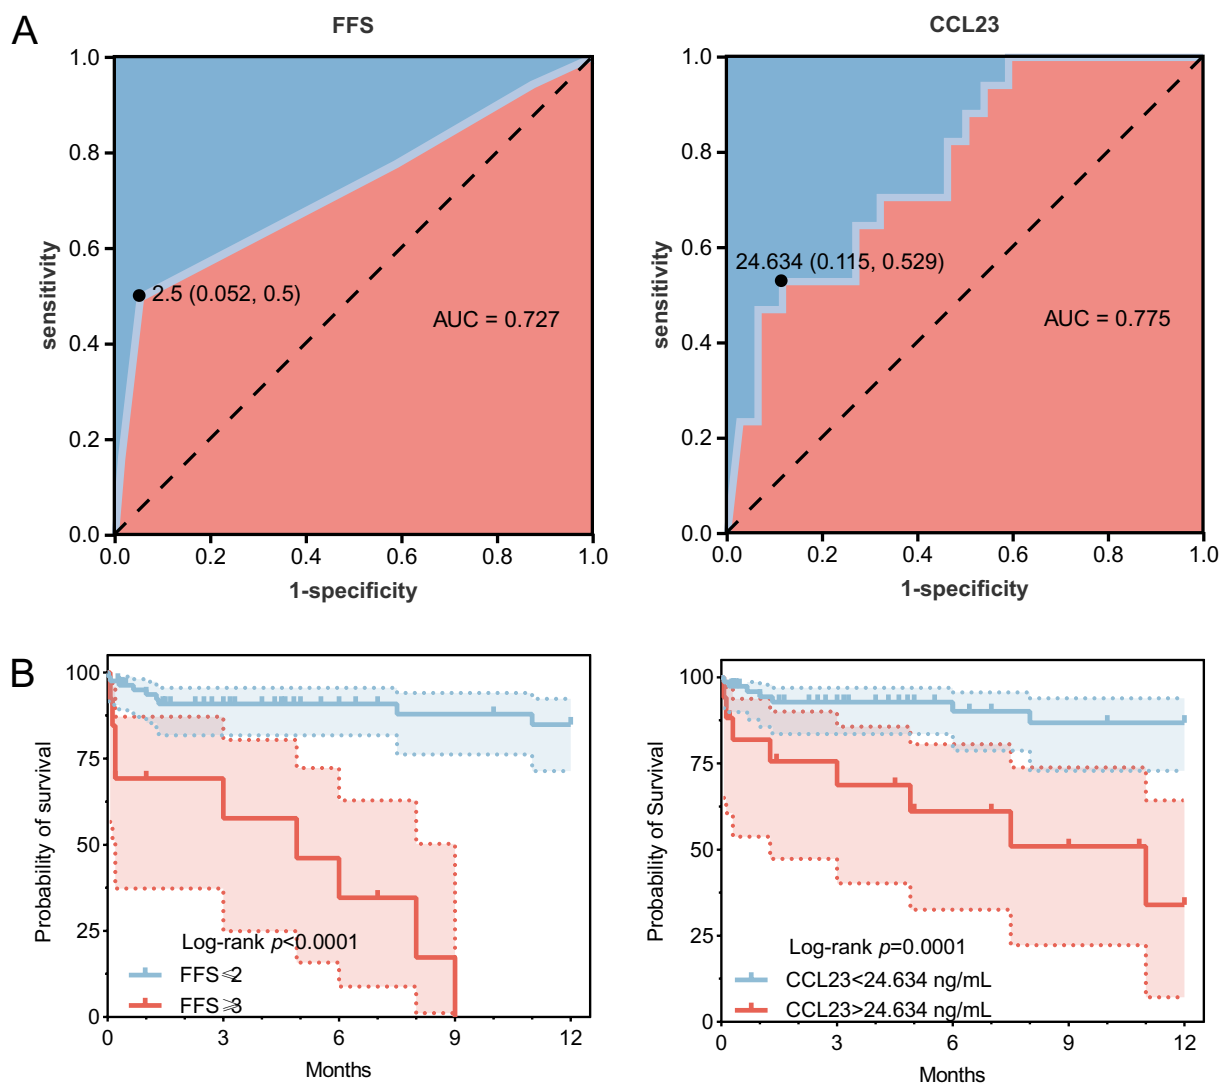 A
FFS
CCL23
1.0
0.8
0.6
0.4
0.2
0.0
sensitivity
2.5 (0.052, 0.5)
AUC = 0.727
0.0 0.2 0.4 0.6 0.8 1.0
1-specificity
1.0
0.8
0.6
0.4
0.2
0.0
sensitivity
24.634 (0.115, 0.529)
AUC = 0.775
0.0 0.2 0.4 0.6 0.8 1.0
1-specificity
B
100
75
50
25
0
Probability of survival
Log-rank p<0.0001
FFS⩽2
FFS⩾3
0 3 6 9 12
Months
100
75
50
25
0
Probability of Survival
Log-rank p=0.0001
CCL23<24.634 ng/mL
CCL23>24.634 ng/mL
0 3 6 9 12
Months